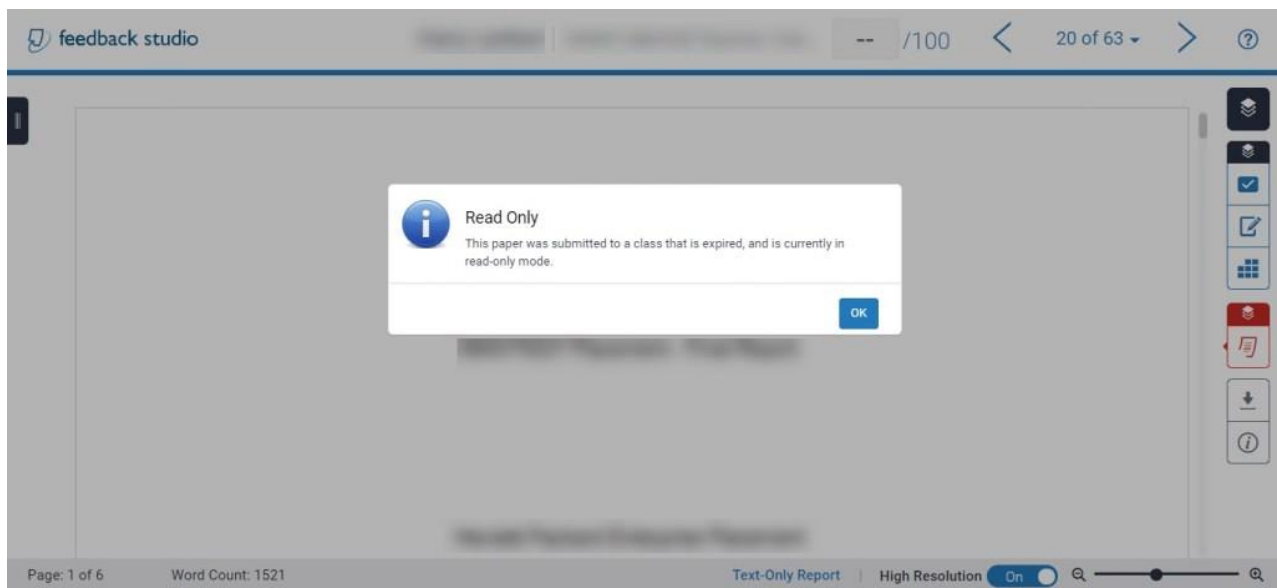 feedback studio
-- /100
20 of 63
Read Only
This paper was submitted to a class that is expired, and is currently in
read-only mode.
OK
Page: 1 of 6
Word Count: 1521
Text-Only Report
High Resolution On